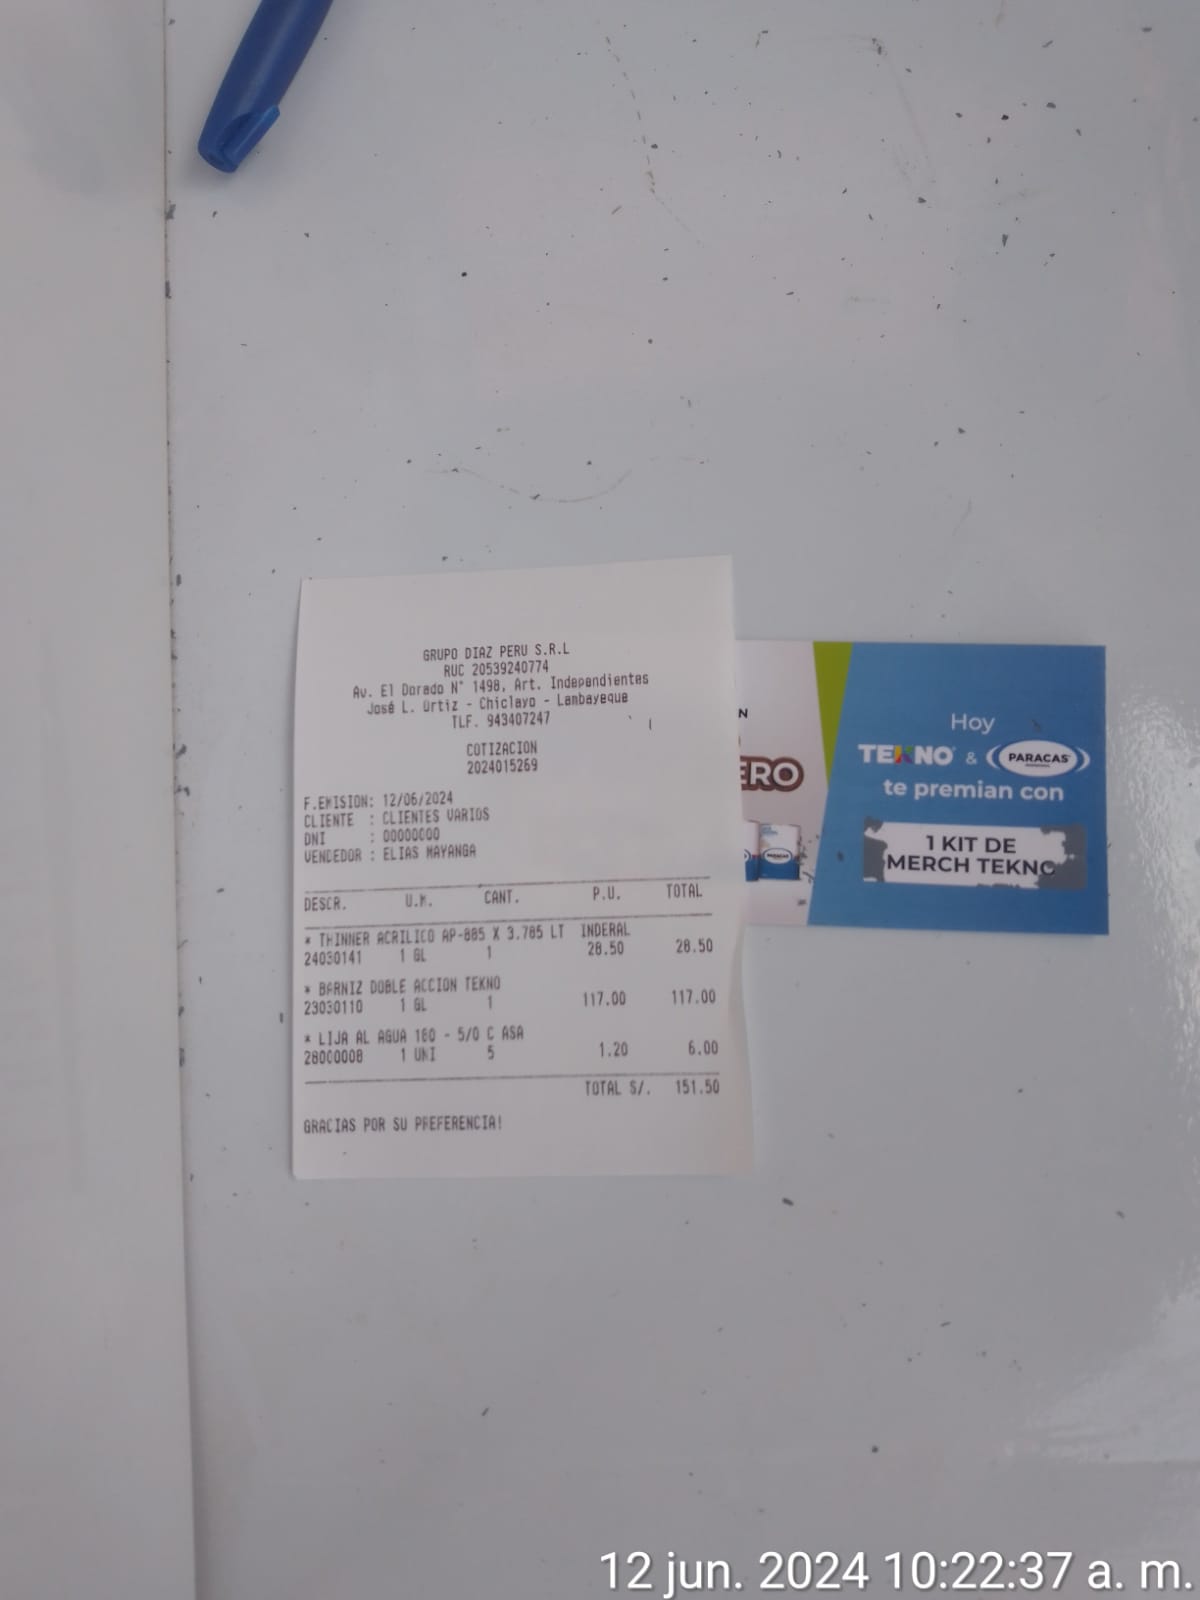 GRUPO DIAZ PERU S.R.L
RUC 20539240774
Av. El Dorado N° 1498, Art. Independientes
José L. Ortiz - Chiclayo - Lambayeque
TLF. 943407247
COTIZACION
2024015269
F.EMISION: 12/06/2024
CLIENTE : CLIENTES VARIOS
DNI : 00000000
VENDEDOR : ELIAS MAYANGA
DESCR. U.M. CANT. P.U. TOTAL
* THINNER ACRILICO AP-885 X 3.785 LT INDERAL
24030141 1 GL 1 28.50 28.50
* BARNIZ DOBLE ACCION TEKNO
23030110 1 GL 1 117.00 117.00
* LIJA AL AGUA 180 - 5/0 C ASA
28000008 1 UNI 5 1.20 6.00
TOTAL S/. 151.50
GRACIAS POR SU PREFERENCIA!
N
ERO
PARACAS
Hoy
TEKNO & PARACAS
te premian con
1 KIT DE
MERCH TEKNO
12 jun. 2024 10:22:37 a. m.